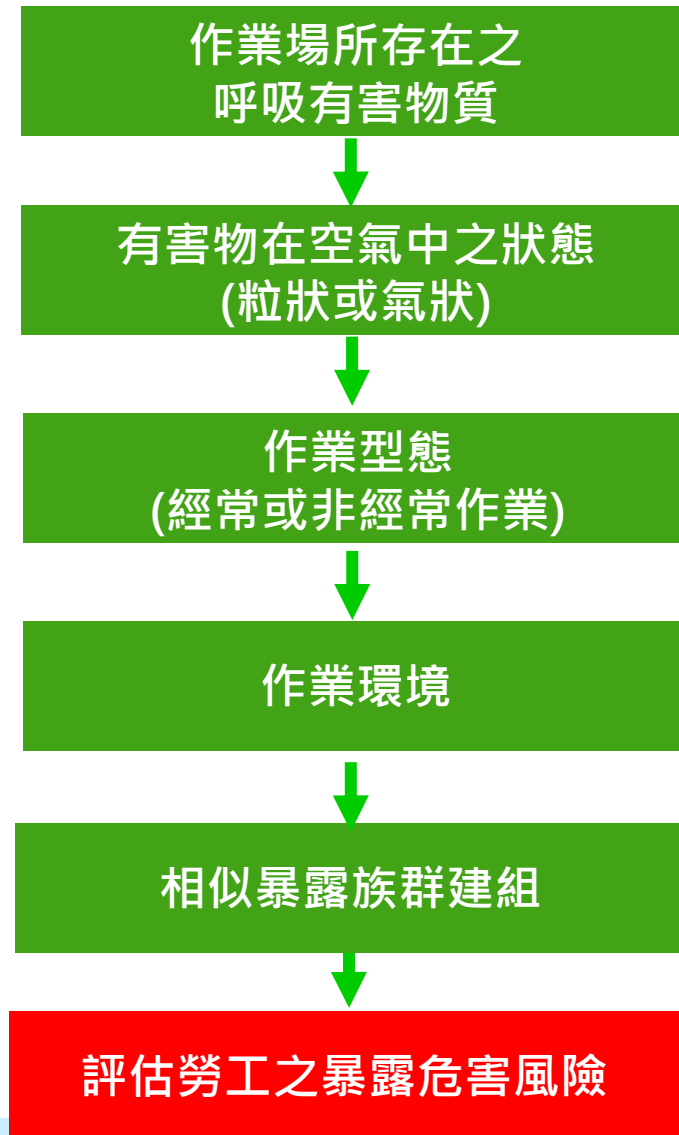 作業場所存在之
呼吸有害物質
有害物在空氣中之狀態
(粒狀或氣狀)
作業型態
(經常或非經常作業)
作業環境
相似暴露族群建組
評估勞工之暴露危害風險